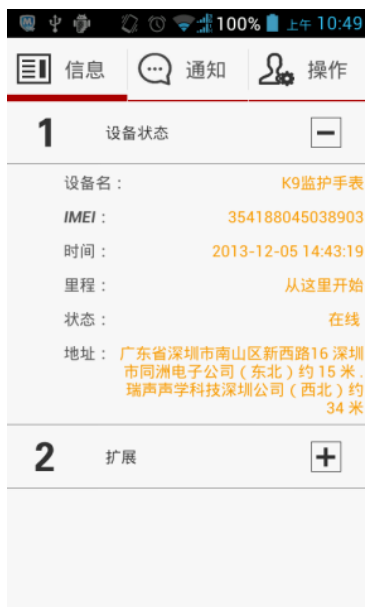 100% 上午 10:49
信息 通知 操作
1 设备状态
设备名： K9监护手表
IMEI： 354188045038903
时间： 2013-12-05 14:43:19
里程： 从这里开始
状态： 在线
地址： 广东省深圳市南山区新西路16 深圳
市同洲电子公司（东北）约 15 米 .
瑞声声学科技深圳公司（西北）约
34 米
2 扩展